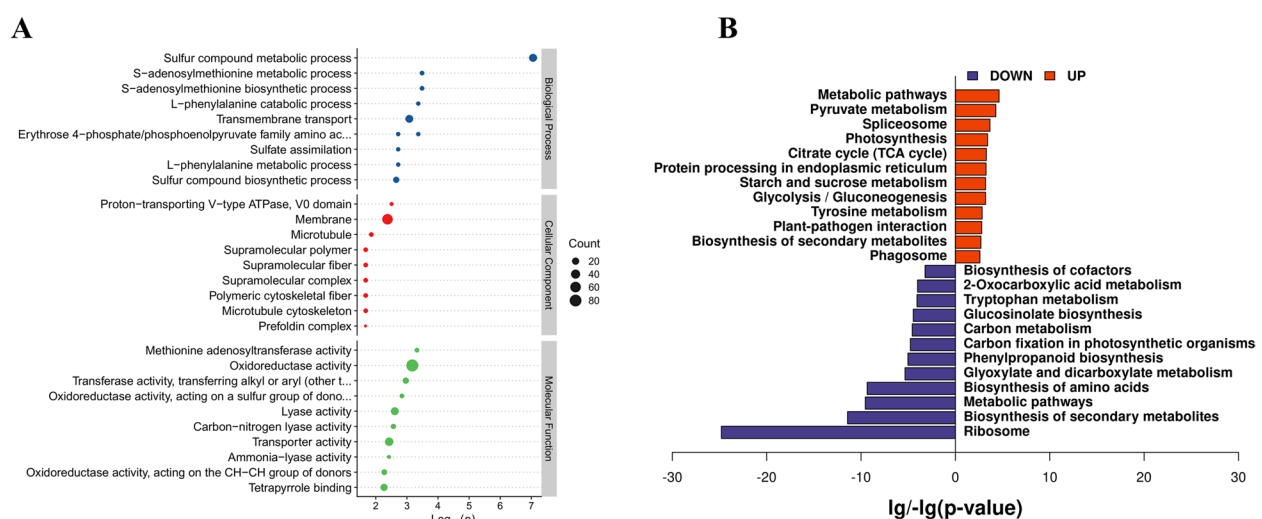 A
Sulfur compound metabolic process
S−adenosylmethionine metabolic process
S−adenosylmethionine biosynthetic process
L−phenylalanine catabolic process
Transmembrane transport
Erythrose 4−phosphate/phosphoenolpyruvate family amino ac...
Sulfate assimilation
L−phenylalanine metabolic process
Sulfur compound biosynthetic process
Biological Process
Proton−transporting V−type ATPase, V0 domain
Membrane
Microtubule
Supramolecular polymer
Supramolecular fiber
Supramolecular complex
Polymeric cytoskeletal fiber
Microtubule cytoskeleton
Prefoldin complex
Cellular Component
Methionine adenosyltransferase activity
Oxidoreductase activity
Transferase activity, transferring alkyl or aryl (other t...
Oxidoreductase activity, acting on a sulfur group of dono...
Lyase activity
Carbon−nitrogen lyase activity
Transporter activity
Ammonia−lyase activity
Oxidoreductase activity, acting on the CH−CH group of donors
Tetrapyrrole binding
Molecular Function
2 3 4 5 6 7
Count
20
40
60
80
B
DOWN UP
Metabolic pathways
Pyruvate metabolism
Spliceosome
Photosynthesis
Citrate cycle (TCA cycle)
Protein processing in endoplasmic reticulum
Starch and sucrose metabolism
Glycolysis / Gluconeogenesis
Tyrosine metabolism
Plant-pathogen interaction
Biosynthesis of secondary metabolites
Phagosome
Biosynthesis of cofactors
2-Oxocarboxylic acid metabolism
Tryptophan metabolism
Glucosinolate biosynthesis
Carbon metabolism
Carbon fixation in photosynthetic organisms
Phenylpropanoid biosynthesis
Glyoxylate and dicarboxylate metabolism
Biosynthesis of amino acids
Metabolic pathways
Biosynthesis of secondary metabolites
Ribosome
-30 -20 -10 0 10 20 30
lg/-lg(p-value)